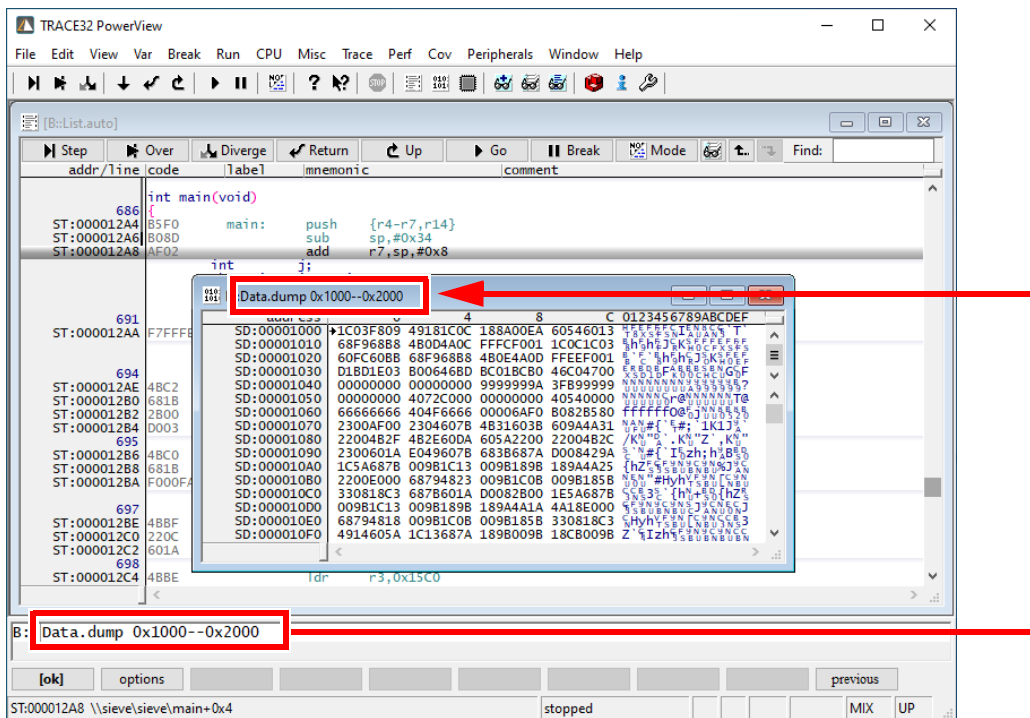 TRACE32 PowerView
File Edit View Var Break Run CPU Misc Trace Perf Cov Peripherals Window Help
[B::List.auto]
Step Over Diverge Return Up Go Break Mode t.. Find:
addr/line code label mnemonic comment
int main(void)
686 {
ST:000012A4 B5F0 main: push {r4-r7,r14}
ST:000012A6 B08D sub sp,#0x34
ST:000012A8 AF02 add r7,sp,#0x8
int j;
:Data.dump 0x1000--0x2000
address 0 4 8 C 0123456789ABCDEF
691
SD:00001000 1C03F809 49181C0C 188A00EA 60546013
ST:000012AA F7FFFE
SD:00001010 68F968B8 4B0D4A0C FFFCF001 1C0C1C03
SD:00001020 60FC60BB 68F968B8 4B0E4A0D FFEEF001
694
SD:00001030 D1BD1E03 B00646BD BC01BCB0 46C04700
ST:000012AE 4BC2
SD:00001040 00000000 00000000 9999999A 3FB99999
ST:000012B0 681B
SD:00001050 00000000 4072C000 00000000 40540000
ST:000012B2 2B00
SD:00001060 66666666 404F6666 00006AF0 B082B580
ST:000012B4 D003
SD:00001070 2300AF00 2304607B 4B31603B 609A4A31
695
SD:00001080 22004B2F 4B2E60DA 605A2200 22004B2C
ST:000012B6 4BC0
SD:00001090 2300601A E049607B 683B687A D008429A
ST:000012B8 681B
SD:000010A0 1C5A687B 009B1C13 009B189B 189A4A25
ST:000012BA F000FA
SD:000010B0 2200E000 68794823 009B1C0B 009B185B
SD:000010C0 330818C3 687B601A D0082B00 1E5A687B
697
SD:000010D0 009B1C13 009B189B 189A4A1A 4A18E000
ST:000012BE 4BBF
SD:000010E0 68794818 009B1C0B 009B185B 330818C3
ST:000012C0 220C
SD:000010F0 4914605A 1C13687A 189B009B 18CB009B
ST:000012C2 601A
698
ST:000012C4 4BBE ldr r3,0x15C0
B: Data.dump 0x1000--0x2000
[ok] options previous
ST:000012A8 \\sieve\sieve\main+0x4 stopped MIX UP